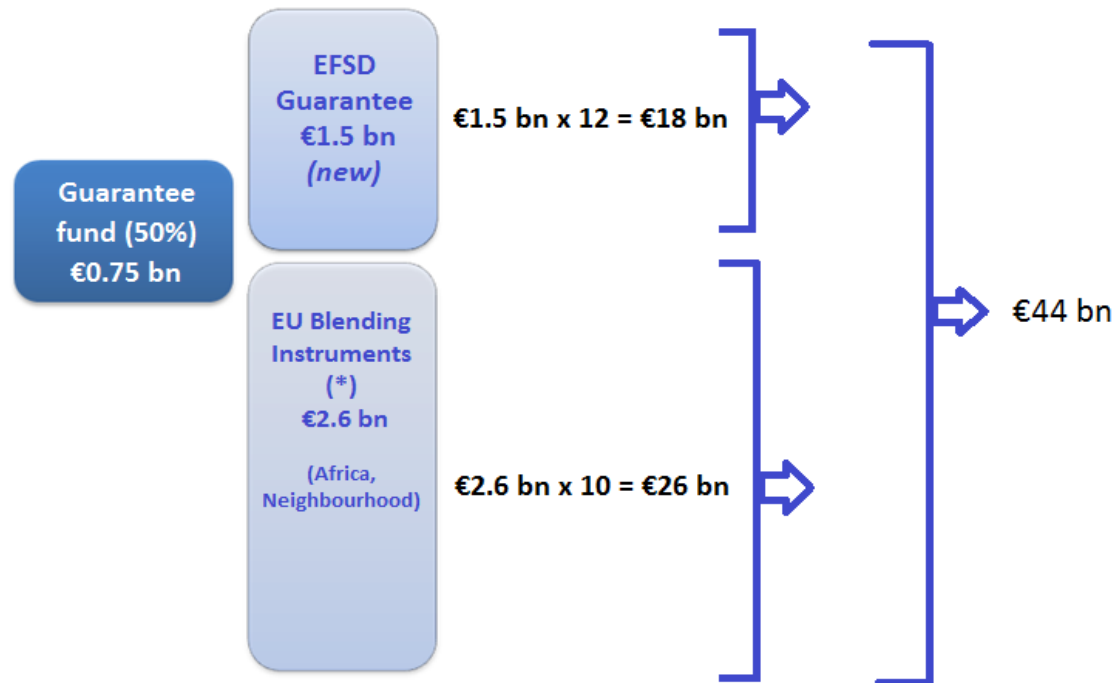 Guarantee
fund (50%)
€0.75 bn
EFSD
Guarantee
€1.5 bn
(new)
€1.5 bn x 12 = €18 bn
EU Blending
Instruments
(*)
€2.6 bn
(Africa,
Neighbourhood)
€2.6 bn x 10 = €26 bn
€44 bn